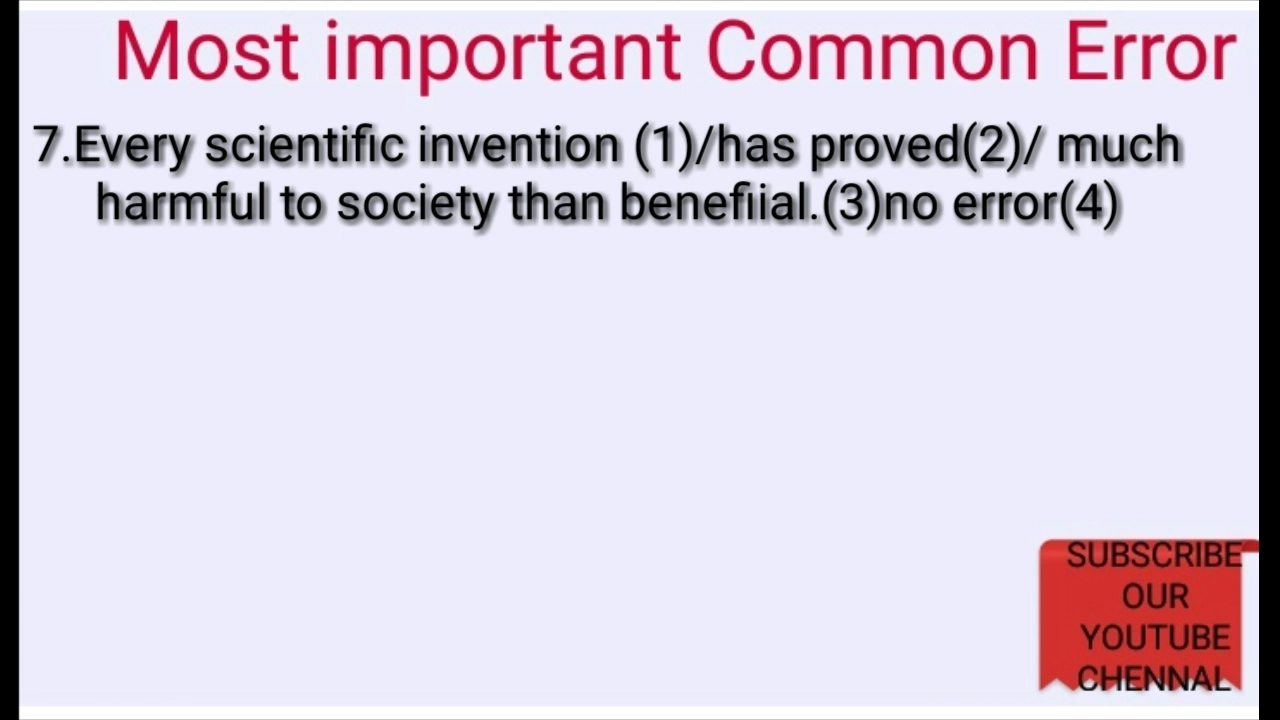 Most important Common Error
7.Every scientific invention (1)/has proved(2)/ much
harmful to society than benefiial.(3)no error(4)
SUBSCRIBE
OUR
YOUTUBE
CHENNAL